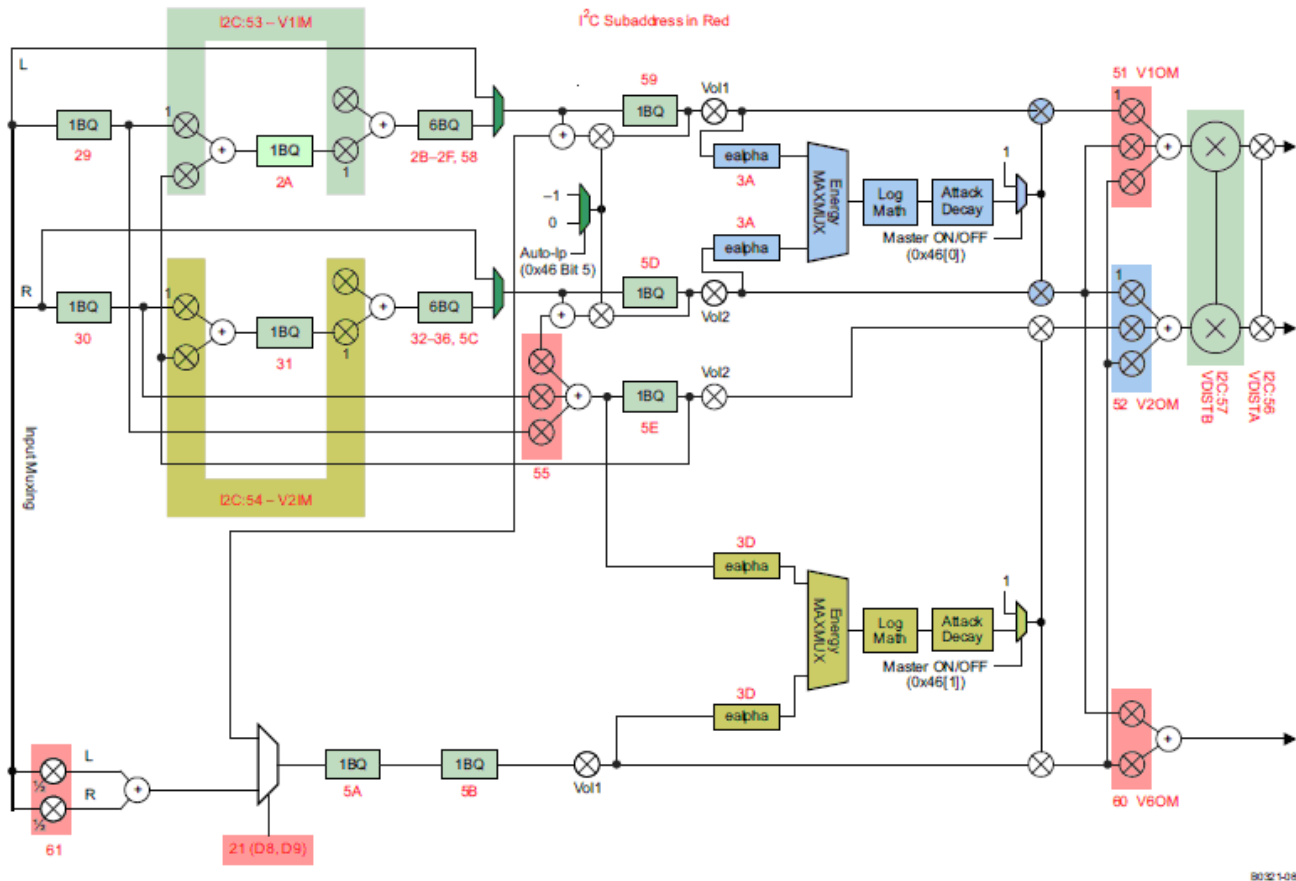 I2C:53 – V1IM
I²C Subaddress in Red
L
1
1BQ
29
1BQ
2A
1
6BQ
2B–2F, 58
59
1BQ
Vol1
51 V1OM
1
ealpha
3A
Energy
MAXMUX
Log
Math
Attack
Decay
1
Master ON/OFF
(0x46[0])
–1
0
Auto-lp
(0x46 Bit 5)
3A
ealpha
R
1BQ
30
1
1BQ
31
1
6BQ
32–36, 5C
5D
1BQ
Vol2
1
52 V2OM
I2C:57
VDISTB
I2C:56
VDISTA
1BQ
5E
Vol2
55
Input Muxing
I2C:54 – V2IM
3D
ealpha
Energy
MAXMUX
Log
Math
Attack
Decay
1
Master ON/OFF
(0x46[1])
3D
ealpha
L
½
R
½
61
21 (D8, D9)
1BQ
5A
1BQ
5B
Vol1
60 V6OM
B0321-08